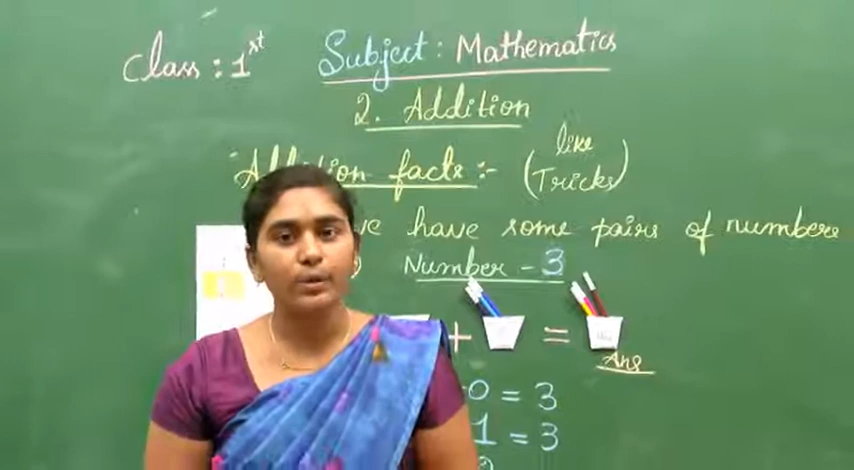 Class : 1st
Subject : Mathematics
2. Addition
Addition facts :- (like Tricks)
have some pairs of numbers
Number - 3
+ =
Ans
0 = 3
1 = 3